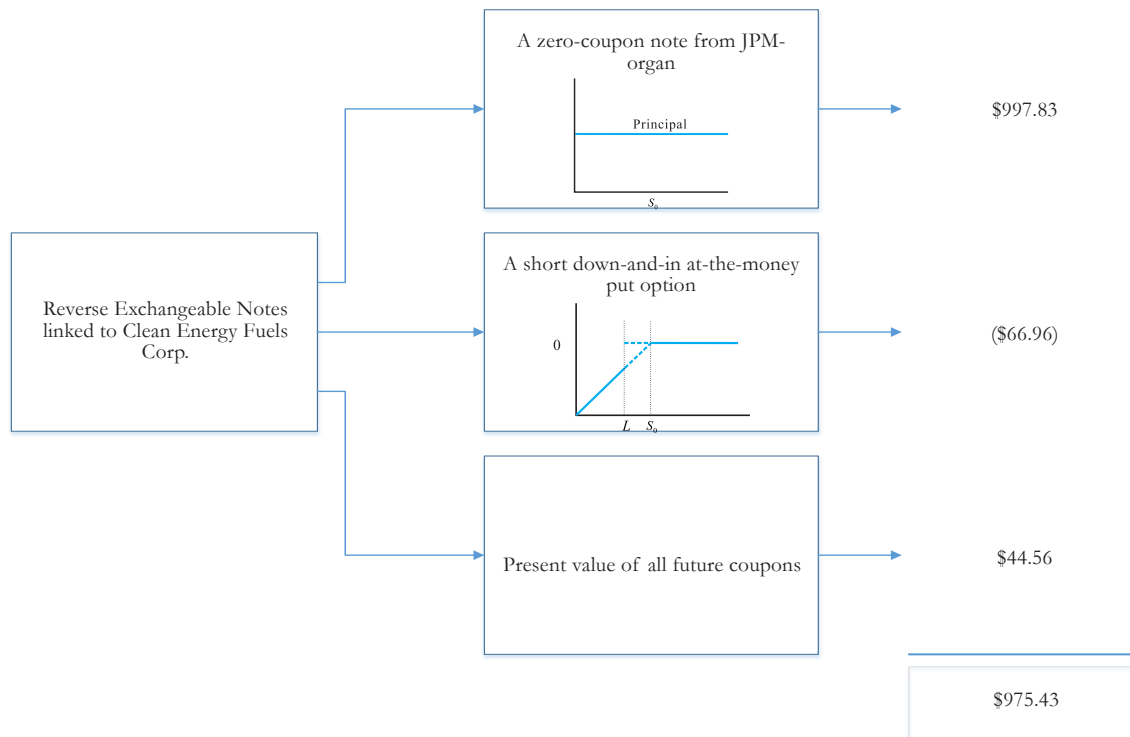 A zero-coupon note from JPM-
organ
Principal
S₀
$997.83
Reverse Exchangeable Notes
linked to Clean Energy Fuels
Corp.
A short down-and-in at-the-money
put option
0
L S₀
($66.96)
Present value of all future coupons
$44.56
$975.43